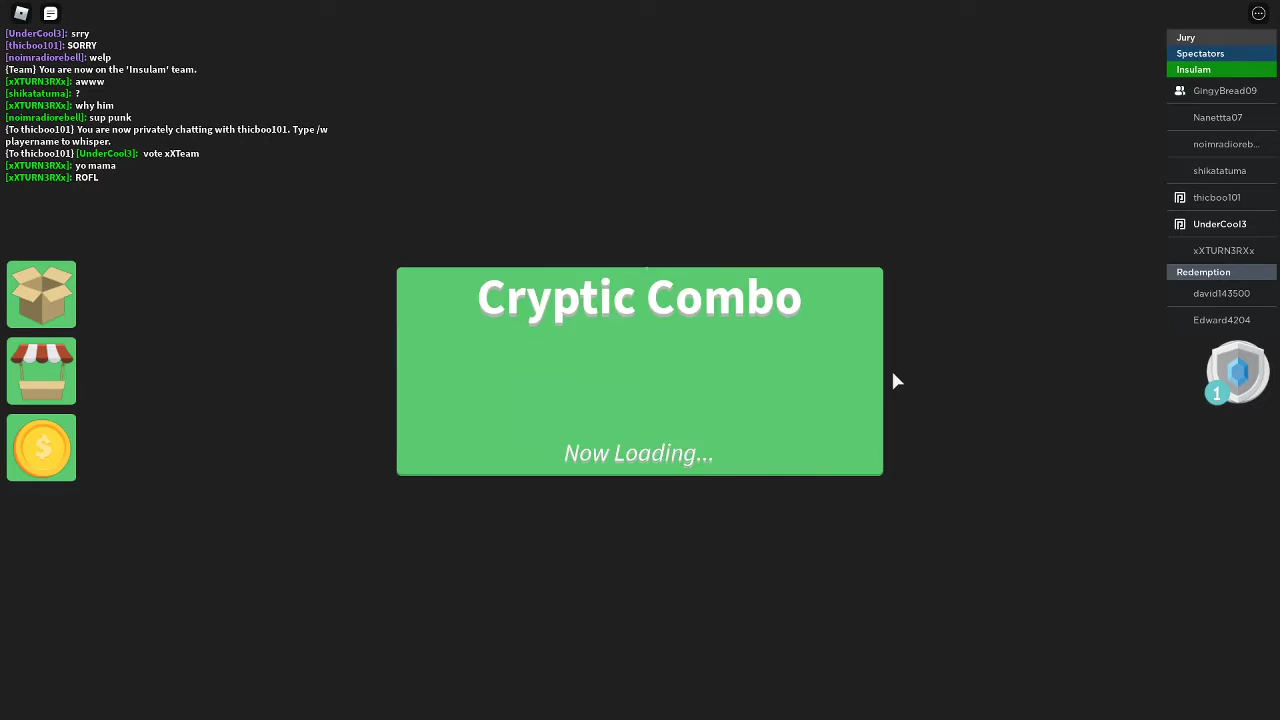 [UnderCool3]: srry
[thicboo101]: SORRY
[noimradiorebell]: welp
{Team} You are now on the 'Insulam' team.
[xXTURN3RXx]: awww
[shikatatuma]: ?
[xXTURN3RXx]: why him
[noimradiorebell]: sup punk
{To thicboo101} You are now privately chatting with thicboo101. Type /w
playername to whisper.
{To thicboo101} [UnderCool3]: vote xXTeam
[xXTURN3RXx]: yo mama
[xXTURN3RXx]: ROFL
Cryptic Combo
Now Loading...
Jury
Spectators
Insulam
GingyBread09
Nanettta07
noimradioreb...
shikatatuma
thicboo101
UnderCool3
xXTURN3RXx
Redemption
david143500
Edward4204
1
$